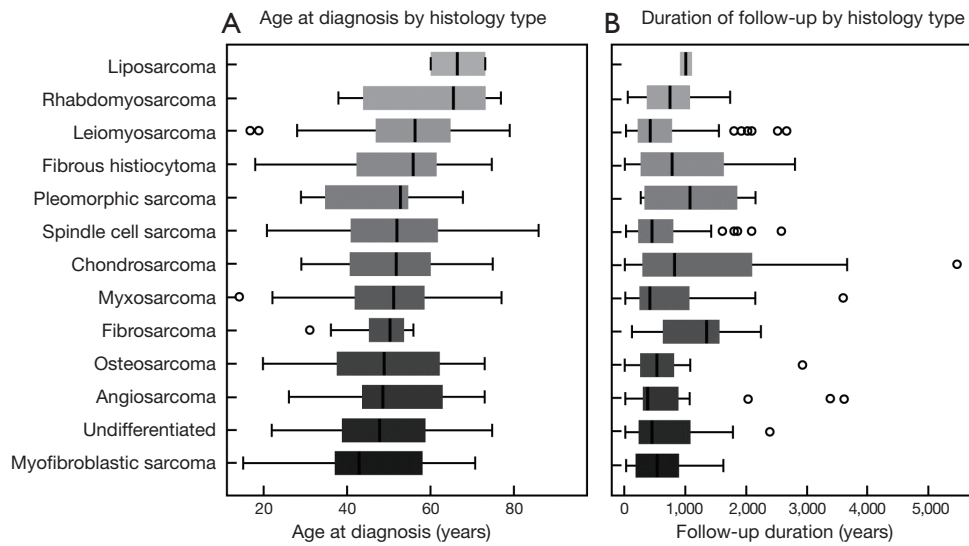 A Age at diagnosis by histology type
B Duration of follow-up by histology type
Liposarcoma
Rhabdomyosarcoma
Leiomyosarcoma
Fibrous histiocytoma
Pleomorphic sarcoma
Spindle cell sarcoma
Chondrosarcoma
Myxosarcoma
Fibrosarcoma
Osteosarcoma
Angiosarcoma
Undifferentiated
Myofibroblastic sarcoma
20 40 60 80
Age at diagnosis (years)
0 1,000 2,000 3,000 4,000 5,000
Follow-up duration (years)